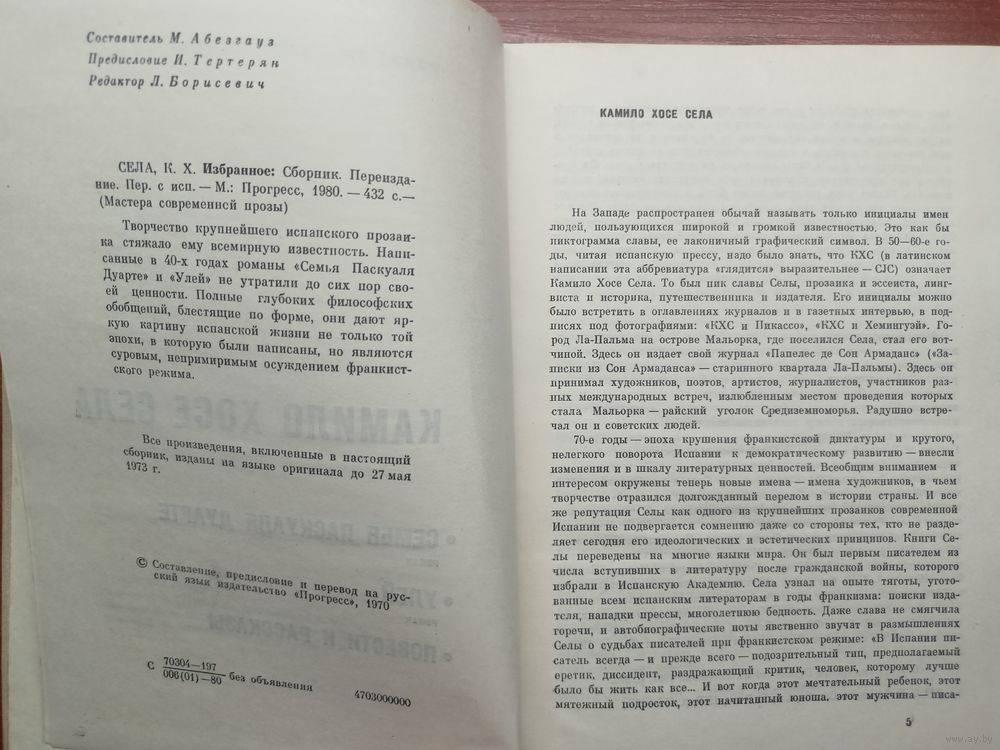 Составитель М. Абезгауз
Предисловие И. Тертерян
Редактор Л. Борисевич
СЕЛА, К. Х. Избранное: Сборник. Переизда-
ние. Пер. с исп. — М.: Прогресс, 1980. — 432 с.—
(Мастера современной прозы)
Творчество крупнейшего испанского прозаи-
ка стяжало ему всемирную известность. Напи-
санные в 40-х годах романы «Семья Паскуаля
Дуарте» и «Улей» не утратили до сих пор сво-
ей ценности. Полные глубоких философских
обобщений, блестящие по форме, они дают яр-
кую картину испанской жизни не только той
эпохи, в которую были написаны, но являются
суровым, непримиримым осуждением франкист-
ского режима.
Все произведения, включенные в настоящий
сборник, изданы на языке оригинала до 27 мая
1973 г.
© Составление, предисловие и перевод на рус-
ский язык издательство «Прогресс», 1970
С 70304—197
006(01)—80 без объявления 4703000000
КАМИЛО ХОСЕ СЕЛА
На Западе распространен обычай называть только инициалы имен
людей, пользующихся широкой и громкой известностью. Это как бы
пиктограмма славы, ее лаконичный графический символ. В 50—60-е го-
ды, читая испанскую прессу, надо было знать, что КХС (в латинском
написании эта аббревиатура «глядится» выразительнее — CJC) означает
Камило Хосе Села. То был пик славы Селы, прозаика и эссеиста, линг-
виста и историка, путешественника и издателя. Его инициалы можно
было встретить в оглавлениях журналов и в газетных интервью, в под-
писях под фотографиями: «КХС и Пикассо», «КХС и Хемингуэй». Го-
род Ла-Пальма на острове Мальорка, где поселился Села, стал его вот-
чиной. Здесь он издает свой журнал «Папелес де Сон Армаданс» («За-
писки из Сон Армаданса» — старинного квартала Ла-Пальмы). Здесь он
принимал художников, поэтов, артистов, журналистов, участников раз-
ных международных встреч, излюбленным местом проведения которых
стала Мальорка — райский уголок Средиземноморья. Радушно встре-
чал он и советских людей.
70-е годы — эпоха крушения франкистской диктатуры и крутого,
нелегкого поворота Испании к демократическому развитию — внесли
изменения и в шкалу литературных ценностей. Всеобщим вниманием и
интересом окружены теперь новые имена — имена художников, в чьем
творчестве отразился долгожданный перелом в истории страны. И все
же репутация Селы как одного из крупнейших прозаиков современной
Испании не подвергается сомнению даже со стороны тех, кто не разде-
ляет сегодня его идеологических и эстетических принципов. Книги Се-
лы переведены на многие языки мира. Он был первым писателем из
числа вступивших в литературу после гражданской войны, которого
избрали в Испанскую Академию. Села узнал на опыте тяготы, угото-
ванные всем испанским литераторам в годы франкизма: поиски изда-
теля, нападки прессы, многолетнюю бедность. Даже слава не смягчила
горечи, и автобиографические ноты явственно звучат в размышлениях
Селы о судьбах писателей при франкистском режиме: «В Испании пи-
сатель всегда — и прежде всего — подозрительный тип, предполагаемый
еретик, диссидент, раздражающий критик, человек, которому лучше
было бы жить как все... И вот когда этот мечтательный ребенок, этот
мятежный подросток, этот начитанный юноша, этот мужчина — писа-
5
www.ay.by